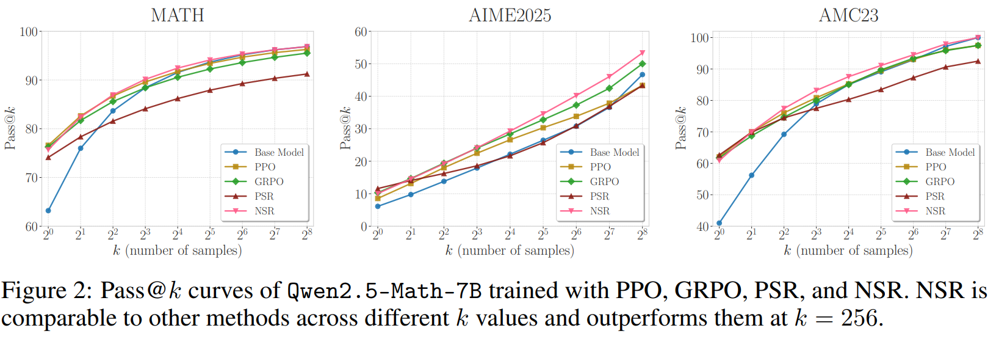 MATH
AIME2025
AMC23
100
90
80
70
60
Pass@k
2^0 2^1 2^2 2^3 2^4 2^5 2^6 2^7 2^8
k (number of samples)
Base Model
PPO
GRPO
PSR
NSR
60
50
40
30
20
10
0
Pass@k
2^0 2^1 2^2 2^3 2^4 2^5 2^6 2^7 2^8
k (number of samples)
Base Model
PPO
GRPO
PSR
NSR
100
90
80
70
60
50
40
Pass@k
2^0 2^1 2^2 2^3 2^4 2^5 2^6 2^7 2^8
k (number of samples)
Base Model
PPO
GRPO
PSR
NSR
Figure 2: Pass@k curves of Qwen2.5-Math-7B trained with PPO, GRPO, PSR, and NSR. NSR is
comparable to other methods across different k values and outperforms them at k = 256.